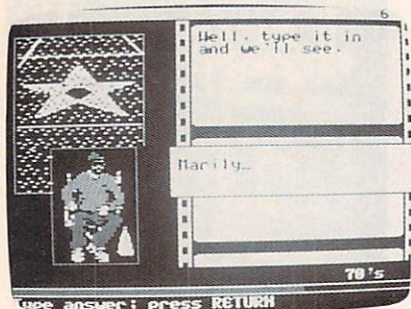 6
Well, type it in
and we'll see.
Marily_
70's
Type answer; press RETURN